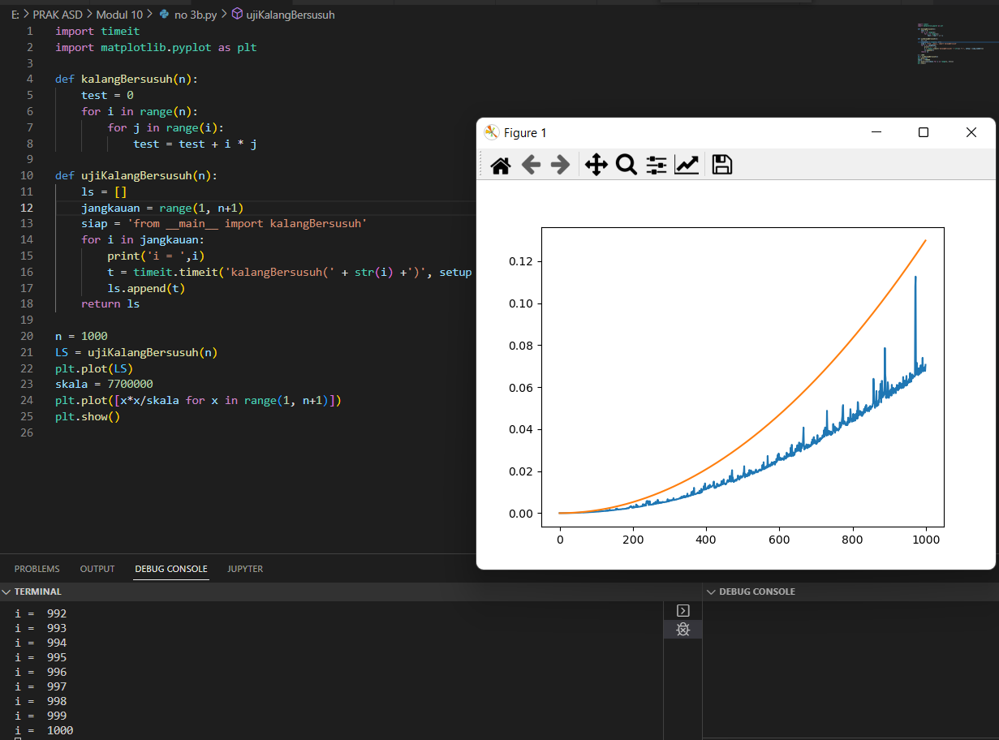 E: > PRAK ASD > Modul 10 > no 3b.py > ujiKalangBersusuh
1 import timeit
2 import matplotlib.pyplot as plt
3
4 def kalangBersusuh(n):
5     test = 0
6     for i in range(n):
7         for j in range(i):
8             test = test + i * j
9
10 def ujiKalangBersusuh(n):
11     ls = []
12     jangkauan = range(1, n+1)
13     siap = 'from __main__ import kalangBersusuh'
14     for i in jangkauan:
15         print('i = ',i)
16         t = timeit.timeit('kalangBersusuh(' + str(i) +')', setup
17         ls.append(t)
18     return ls
19
20 n = 1000
21 LS = ujiKalangBersusuh(n)
22 plt.plot(LS)
23 skala = 7700000
24 plt.plot([x*x/skala for x in range(1, n+1)])
25 plt.show()
26
Figure 1
0.12
0.10
0.08
0.06
0.04
0.02
0.00
0 200 400 600 800 1000
PROBLEMS OUTPUT DEBUG CONSOLE JUPYTER
TERMINAL
i =  992
i =  993
i =  994
i =  995
i =  996
i =  997
i =  998
i =  999
i =  1000
DEBUG CONSOLE